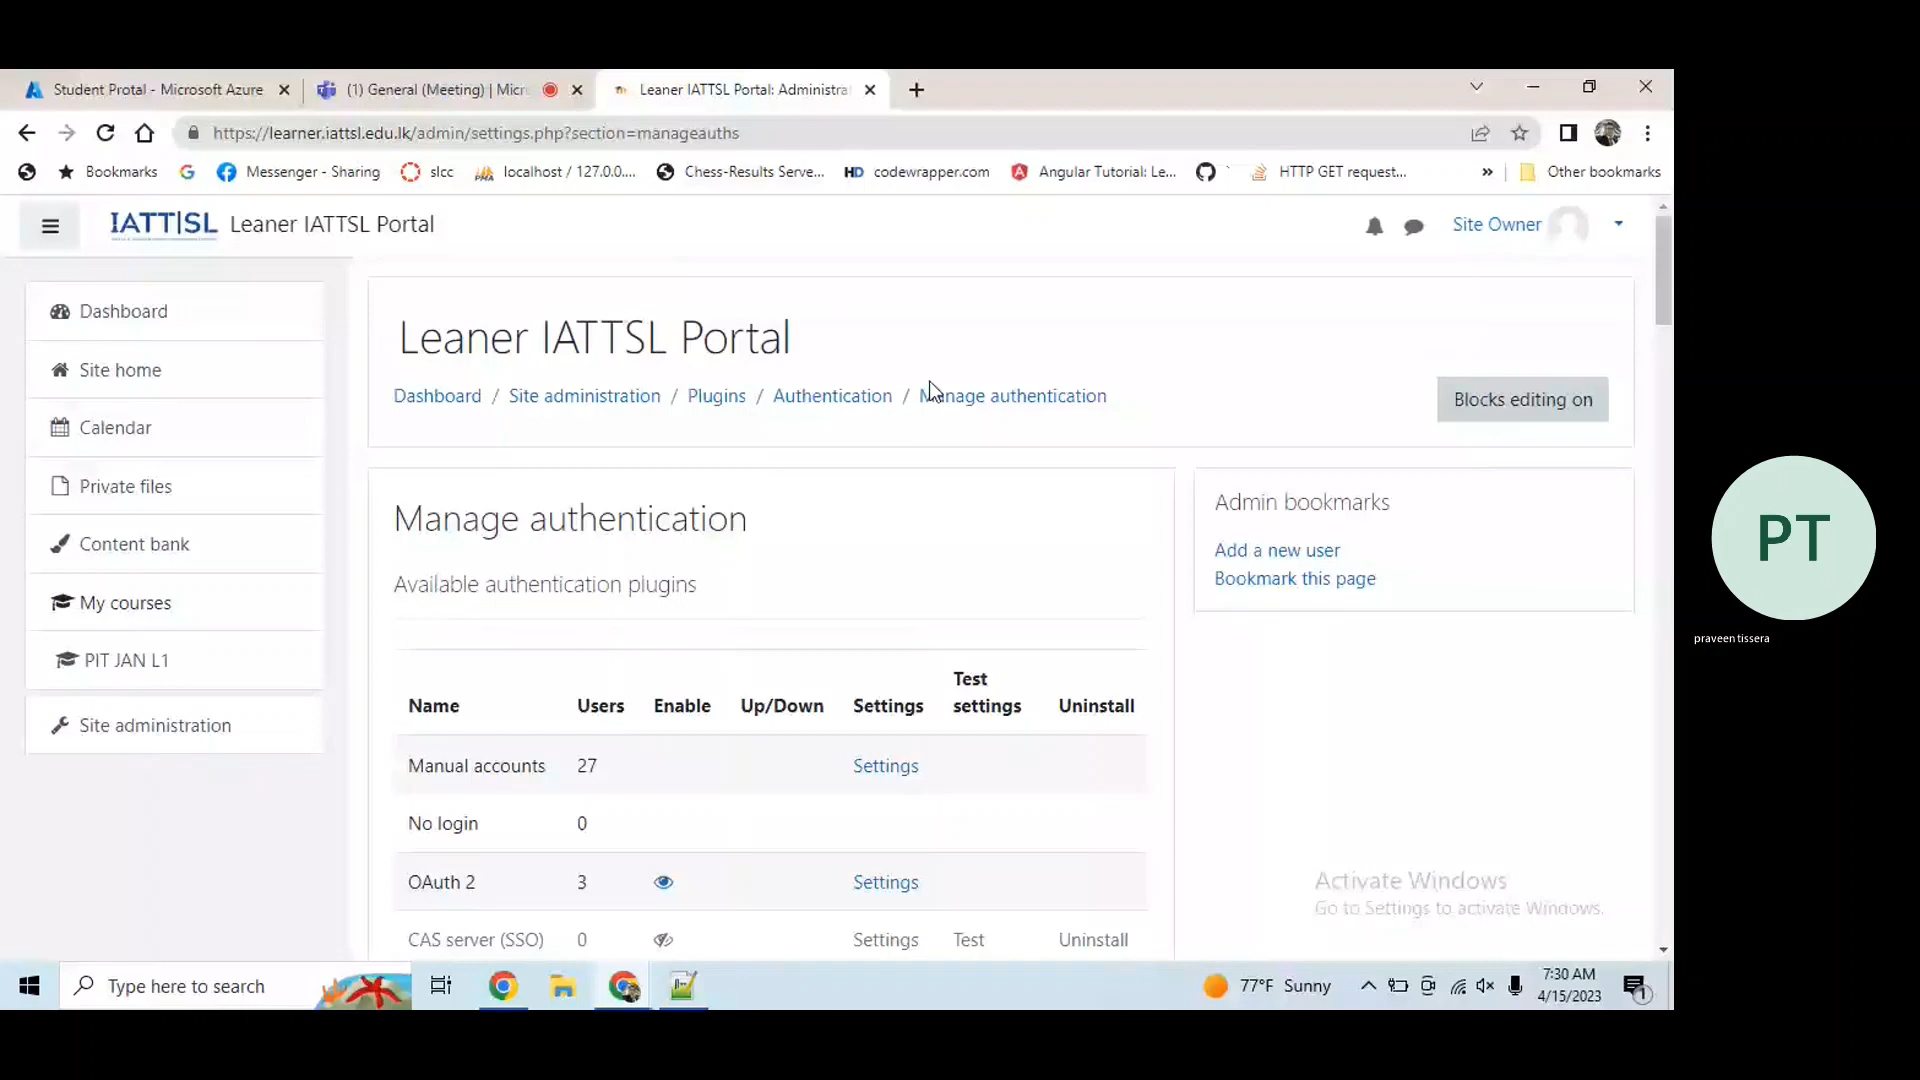 Student Protal - Microsoft Azure
(1) General (Meeting) | Micr
Leaner IATTSL Portal: Administra
https://learner.iattsl.edu.lk/admin/settings.php?section=manageauths
Bookmarks
Messenger - Sharing
slcc
localhost / 127.0.0....
Chess-Results Serve...
HD codewrapper.com
Angular Tutorial: Le...
HTTP GET request...
»
Other bookmarks
IATT|SL Leaner IATTSL Portal
Site Owner
Dashboard
Site home
Calendar
Private files
Content bank
My courses
PIT JAN L1
Site administration
Leaner IATTSL Portal
Dashboard / Site administration / Plugins / Authentication / Manage authentication
Blocks editing on
Manage authentication
Available authentication plugins
Name Users Enable Up/Down Settings Test settings Uninstall
Manual accounts 27 Settings
No login 0
OAuth 2 3 Settings
CAS server (SSO) 0 Settings Test Uninstall
Admin bookmarks
Add a new user
Bookmark this page
Activate Windows
Go to Settings to activate Windows.
PT
praveen tissera
Type here to search
77°F Sunny
7:30 AM
4/15/2023
1